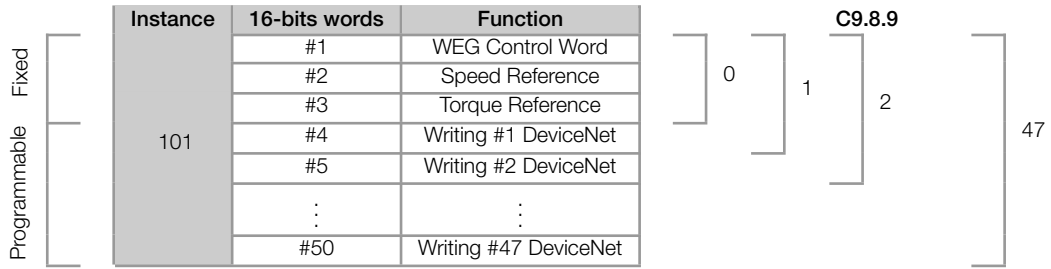 Instance 16-bits words Function C9.8.9
Fixed
#1 WEG Control Word
#2 Speed Reference
#3 Torque Reference
0
1
2
47
Programmable
101
#4 Writing #1 DeviceNet
#5 Writing #2 DeviceNet
⋮ ⋮
#50 Writing #47 DeviceNet